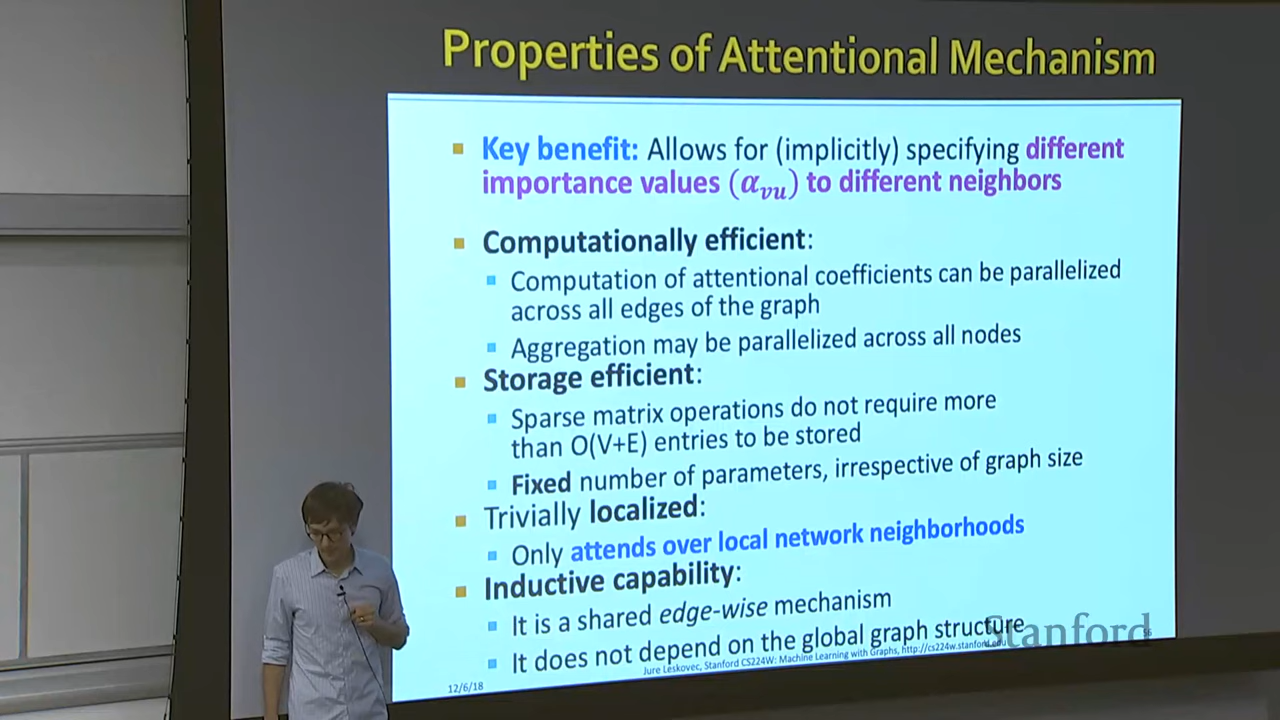 Properties of Attentional Mechanism
Key benefit: Allows for (implicitly) specifying different
importance values (αvu) to different neighbors
Computationally efficient:
Computation of attentional coefficients can be parallelized
across all edges of the graph
Aggregation may be parallelized across all nodes
Storage efficient:
Sparse matrix operations do not require more
than O(V+E) entries to be stored
Fixed number of parameters, irrespective of graph size
Trivially localized:
Only attends over local network neighborhoods
Inductive capability:
It is a shared edge-wise mechanism
It does not depend on the global graph structure
Stanford
12/6/18
Jure Leskovec, Stanford CS224W: Machine Learning with Graphs, http://cs224w.stanford.edu